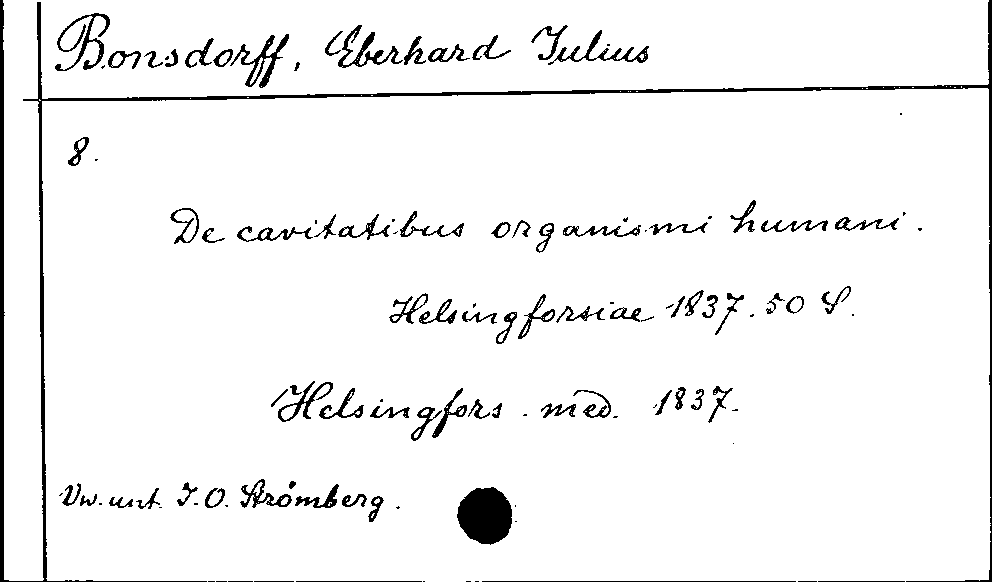 Bonsdorff, Eberhard Julius
8.
De cavitatibus organismi humani.
Helsingforsiae 1837. 50 S.
Helsingfors. med. 1837.
Vw. unt. J. O. Strömberg.